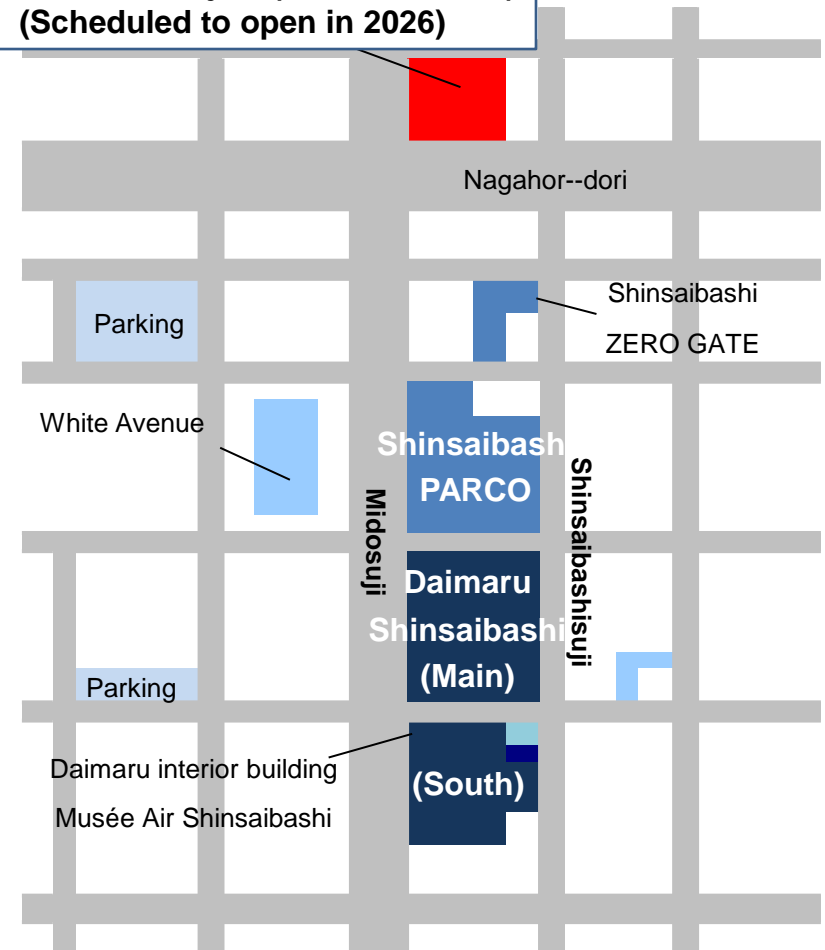 (Scheduled to open in 2026)
Nagahor--dori
Shinsaibashi
ZERO GATE
Parking
White Avenue
Shinsaibash
PARCO
Midosuji
Shinsaibashisuji
Daimaru
Shinsaibashi
(Main)
Parking
Daimaru interior building
Musée Air Shinsaibashi
(South)